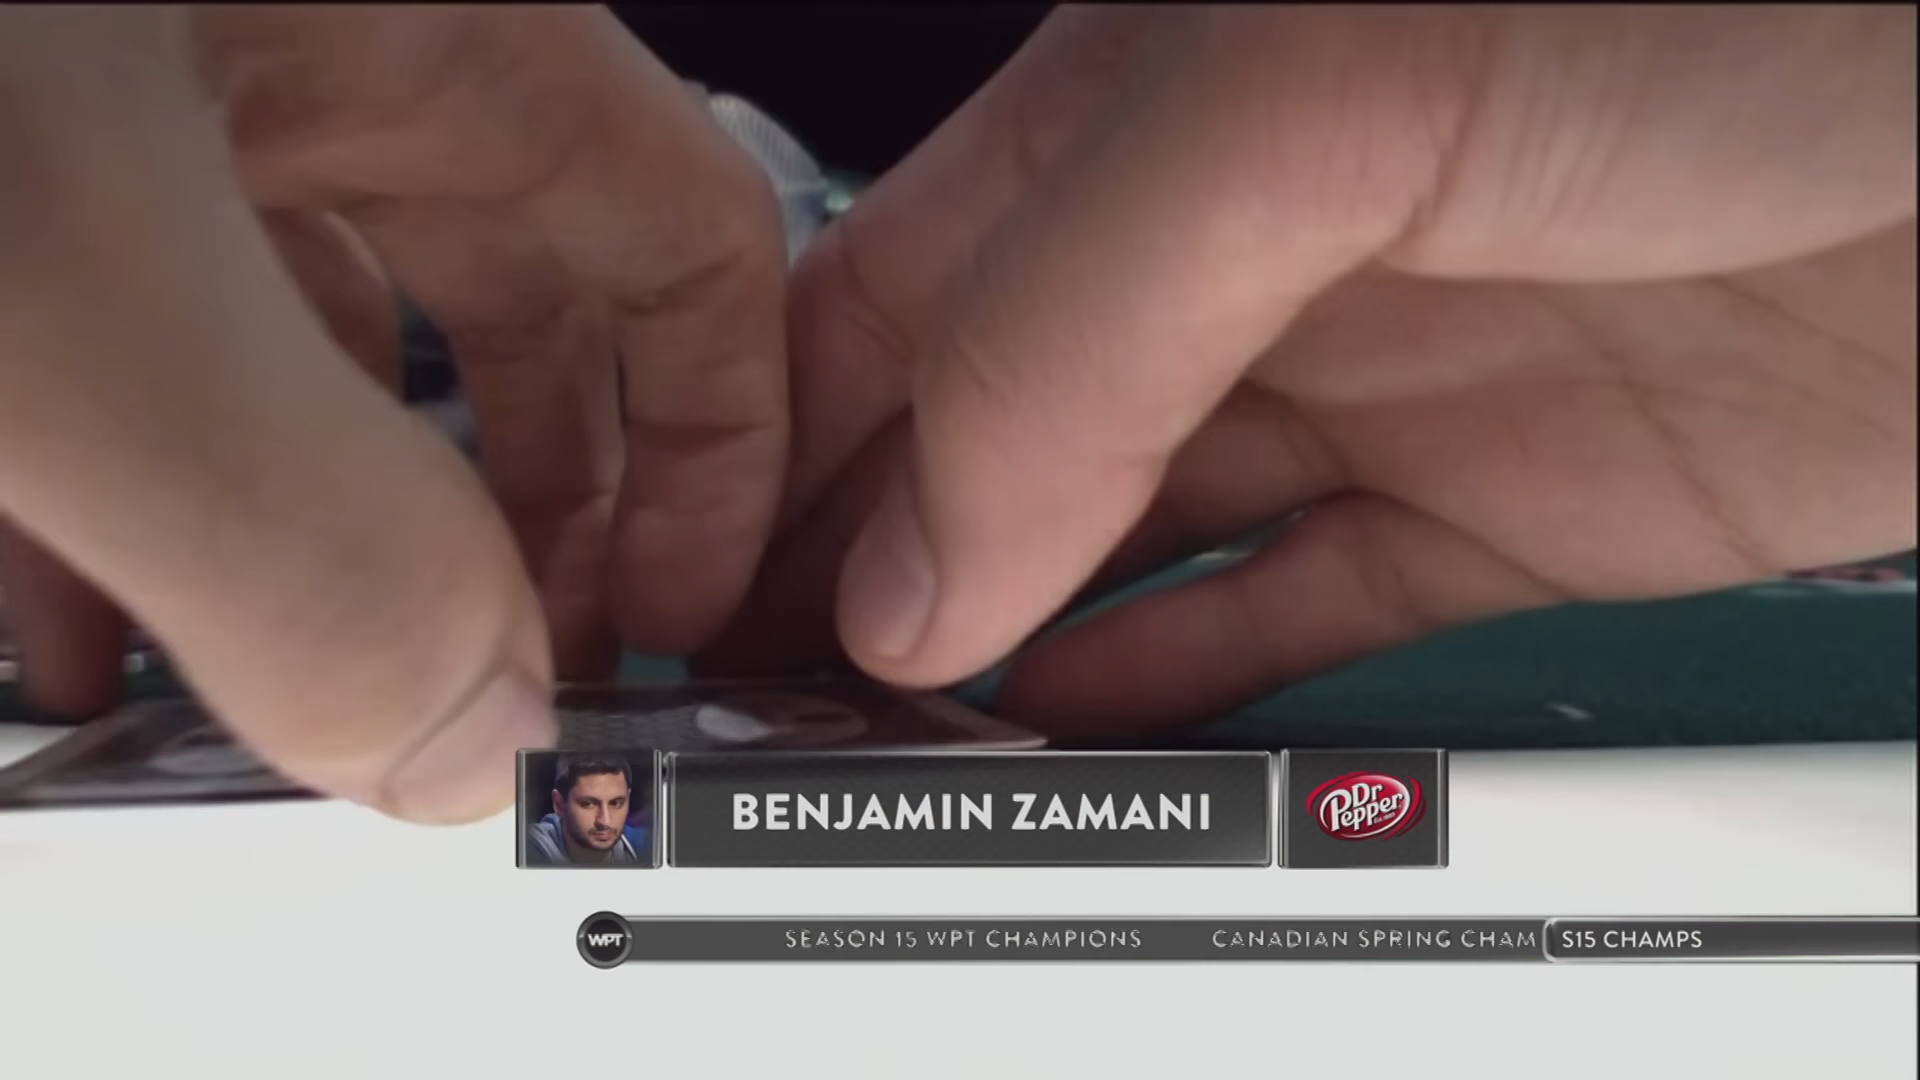 BENJAMIN ZAMANI
Dr Pepper
WPT
SEASON 15 WPT CHAMPIONS CANADIAN SPRING CHAM
S15 CHAMPS